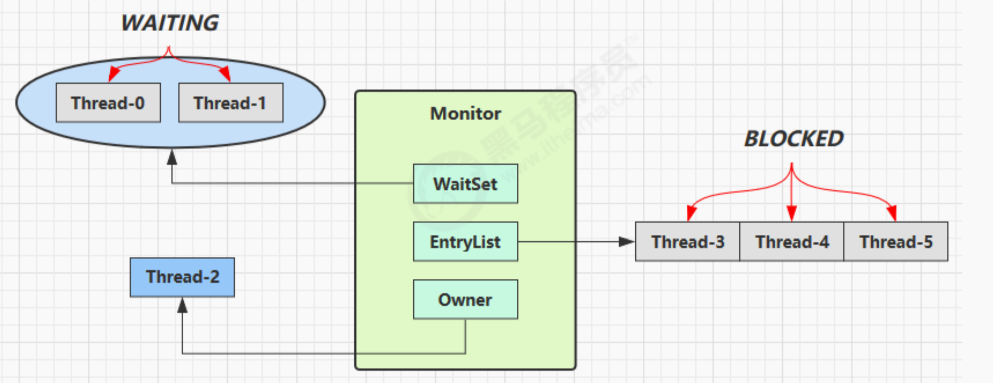 WAITING
Thread-0
Thread-1
Monitor
黑马程序员
www.itheima.com
BLOCKED
WaitSet
EntryList
Thread-3
Thread-4
Thread-5
Thread-2
Owner